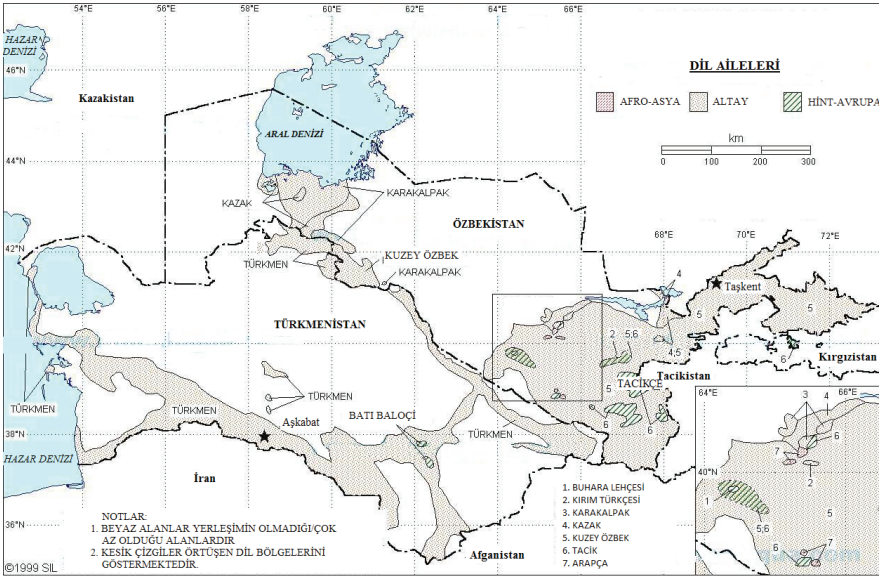 54°E
56°E
58°E
60°E
62°E
64°E
66°E
HAZAR
DENİZİ
46°N
Kazakistan
DİL AİLELERİ
AFRO-ASYA
ALTAY
HİNT-AVRUPA
km
0 100 200 300
ARAL DENİZİ
44°N
KAZAK
KARAKALPAK
ÖZBEKİSTAN
42°N
TÜRKMEN
KUZEY ÖZBEK
KARAKALPAK
68°E
70°E
72°E
4
Taşkent
5
5
TÜRKMENİSTAN
2
5,6
4,5
6
Kırgızistan
Tacikistan
TÜRKMEN
TÜRKMEN
TÜRKMEN
5
TACİKÇE
BATI BALOÇİ
Aşkabat
38°N
TÜRKMEN
6
6
HAZAR DENİZİ
İran
64°E
66°E
3
4
6
7
40°N
2
1
5
5,6
6
7
NOTLAR:
1. BEYAZ ALANLAR YERLEŞİMİN OLMADIĞI/ÇOK
AZ OLDUĞU ALANLARDIR
2. KESİK ÇİZGİLER ÖRTÜŞEN DİL BÖLGELERİNİ
GÖSTERMEKTEDİR.
36°N
Afganistan
1. BUHARA LEHÇESİ
2. KIRIM TÜRKÇESİ
3. KARAKALPAK
4. KAZAK
5. KUZEY ÖZBEK
6. TACİK
7. ARAPÇA
©1999 SIL